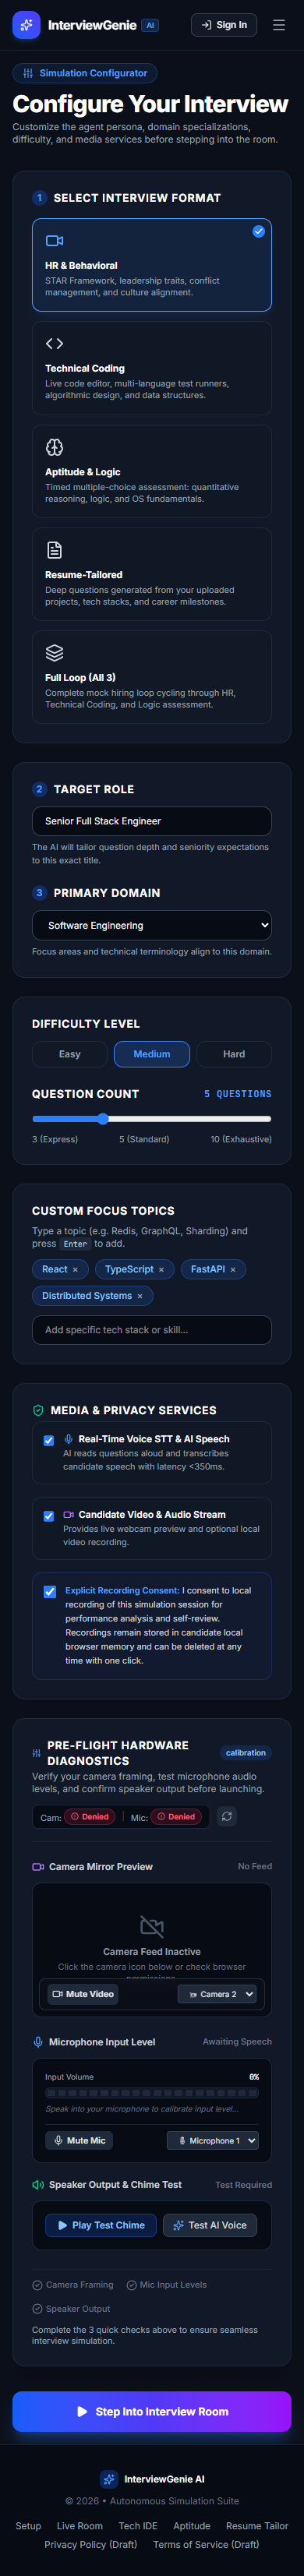 InterviewGenie AI Sign In
Simulation Configurator
Configure Your Interview
Customize the agent persona, domain specializations,
difficulty, and media services before stepping into the room.
1 SELECT INTERVIEW FORMAT
HR & Behavioral
STAR Framework, leadership traits, conflict
management, and culture alignment.
Technical Coding
Live code editor, multi-language test runners,
algorithmic design, and data structures.
Aptitude & Logic
Timed multiple-choice assessment: quantitative
reasoning, logic, and OS fundamentals.
Resume-Tailored
Deep questions generated from your uploaded
projects, tech stacks, and career milestones.
Full Loop (All 3)
Complete mock hiring loop cycling through HR,
Technical Coding, and Logic assessment.
2 TARGET ROLE
Senior Full Stack Engineer
The AI will tailor question depth and seniority expectations
to this exact title.
3 PRIMARY DOMAIN
Software Engineering
Focus areas and technical terminology align to this domain.
DIFFICULTY LEVEL
Easy Medium Hard
QUESTION COUNT 5 QUESTIONS
3 (Express) 5 (Standard) 10 (Exhaustive)
CUSTOM FOCUS TOPICS
Type a topic (e.g. Redis, GraphQL, Sharding) and
press Enter to add.
React × TypeScript × FastAPI ×
Distributed Systems ×
Add specific tech stack or skill...
MEDIA & PRIVACY SERVICES
Real-Time Voice STT & AI Speech
AI reads questions aloud and transcribes
candidate speech with latency <350ms.
Candidate Video & Audio Stream
Provides live webcam preview and optional local
video recording.
Explicit Recording Consent: I consent to local
recording of this simulation session for
performance analysis and self-review.
Recordings remain stored in candidate local
browser memory and can be deleted at any
time with one click.
PRE-FLIGHT HARDWARE
DIAGNOSTICS
calibration
Verify your camera framing, test microphone audio
levels, and confirm speaker output before launching.
Cam: Denied Mic: Denied
Camera Mirror Preview No Feed
Camera Feed Inactive
Click the camera icon below or check browser
permissions.
Mute Video Camera 2
Microphone Input Level Awaiting Speech
Input Volume 0%
Speak into your microphone to calibrate input level...
Mute Mic Microphone 1
Speaker Output & Chime Test Test Required
Play Test Chime Test AI Voice
Camera Framing Mic Input Levels
Speaker Output
Complete the 3 quick checks above to ensure seamless
interview simulation.
Step Into Interview Room
InterviewGenie AI
© 2026 • Autonomous Simulation Suite
Setup Live Room Tech IDE Aptitude Resume Tailor
Privacy Policy (Draft) Terms of Service (Draft)